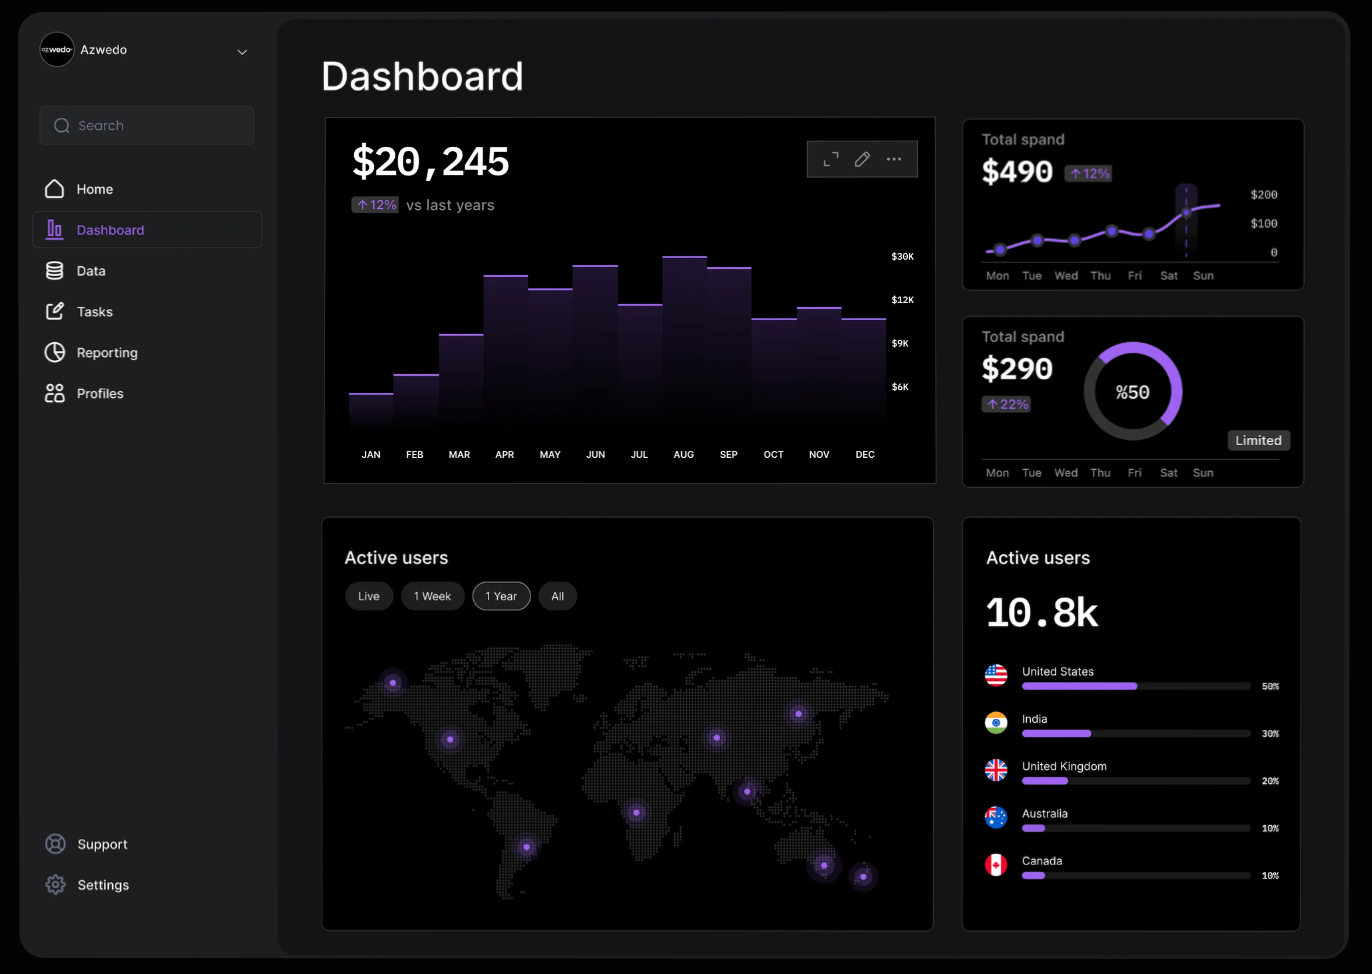 azwedo
Azwedo
Search
Home
Dashboard
Data
Tasks
Reporting
Profiles
Support
Settings
Dashboard
$20,245
↑12% vs last years
$30K
$12K
$9K
$6K
JAN FEB MAR APR MAY JUN JUL AUG SEP OCT NOV DEC
Total spand
$490 ↑12%
$200
$100
0
Mon Tue Wed Thu Fri Sat Sun
Total spand
$290
↑22%
%50
Limited
Mon Tue Wed Thu Fri Sat Sun
Active users
Live 1 Week 1 Year All
Active users
10.8k
United States
50%
India
30%
United Kingdom
20%
Australia
10%
Canada
10%